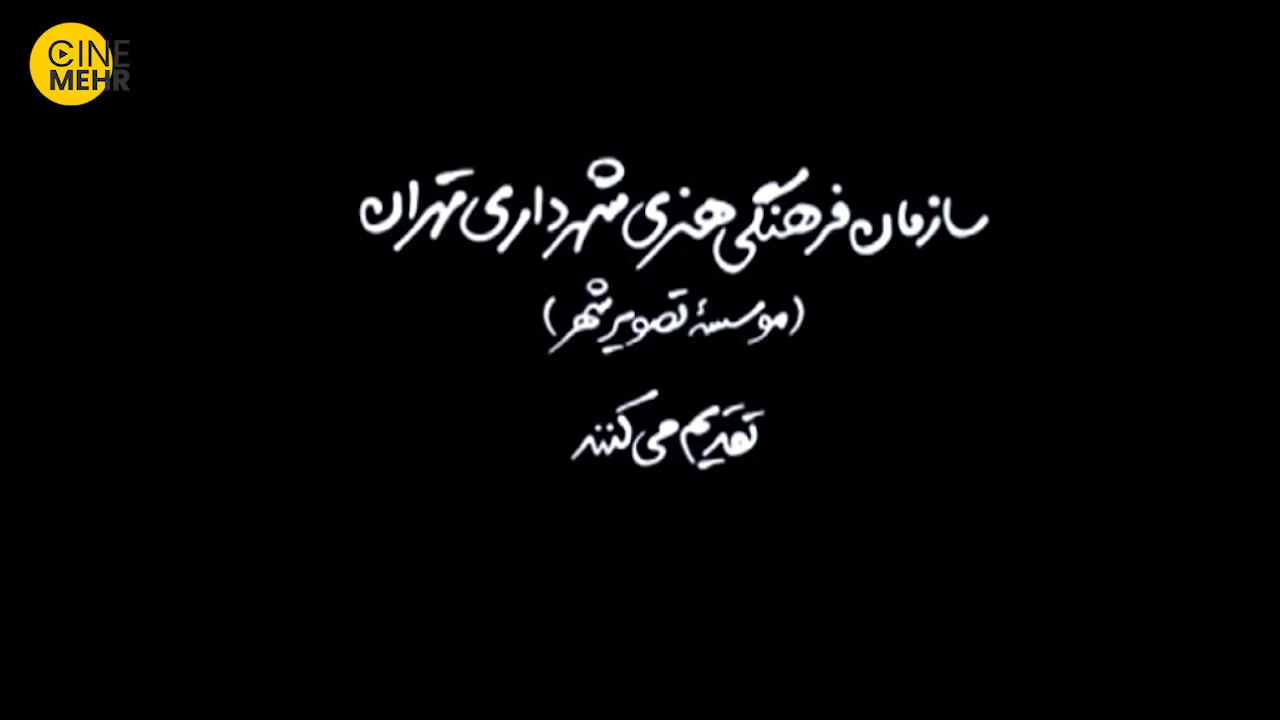 CINE
MEHR
سازمان فرهنگی هنری شهرداری تهران
(موسسهٔ تصویر شهر)
تقدیم می‌کنند